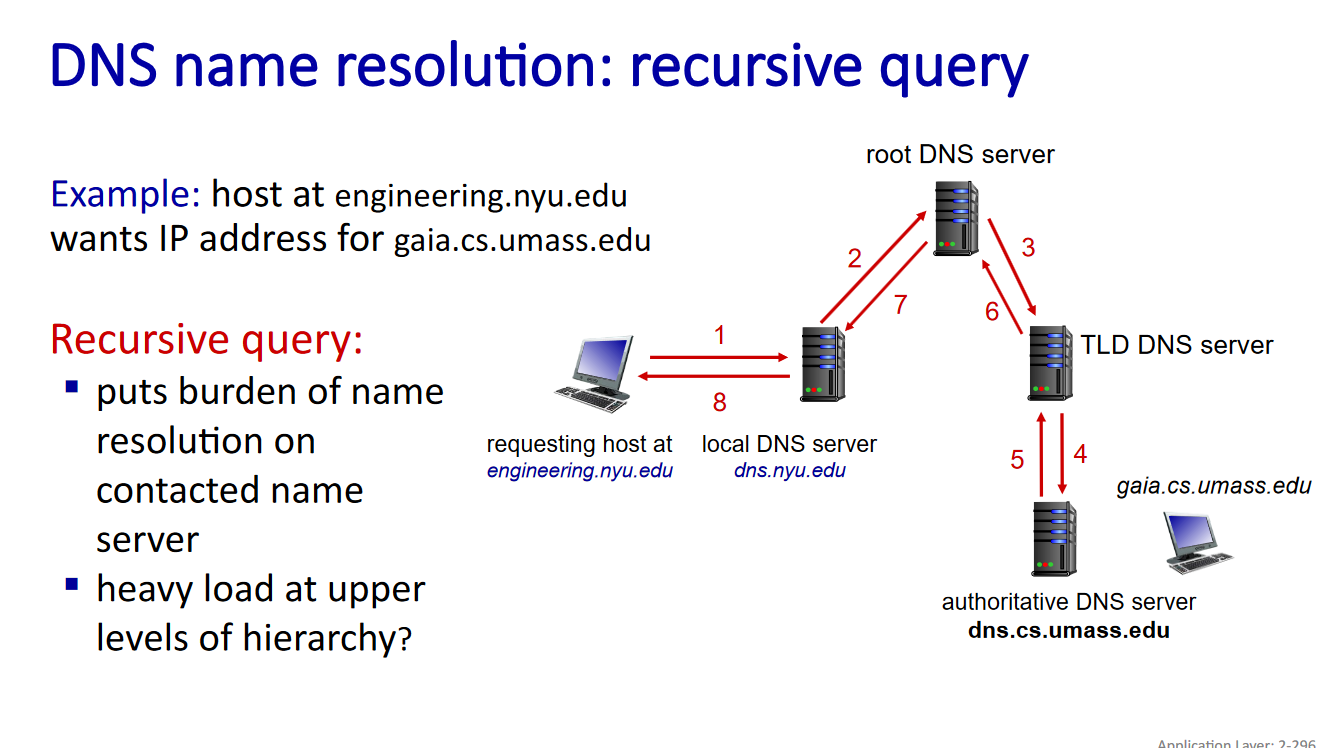 DNS name resolution: recursive query
Example: host at engineering.nyu.edu
wants IP address for gaia.cs.umass.edu
Recursive query:
▪ puts burden of name
resolution on
contacted name
server
▪ heavy load at upper
levels of hierarchy?
root DNS server
2
3
7
6
1
TLD DNS server
8
requesting host at
engineering.nyu.edu
local DNS server
dns.nyu.edu
5
4
gaia.cs.umass.edu
authoritative DNS server
dns.cs.umass.edu
Application Layer: 2-296